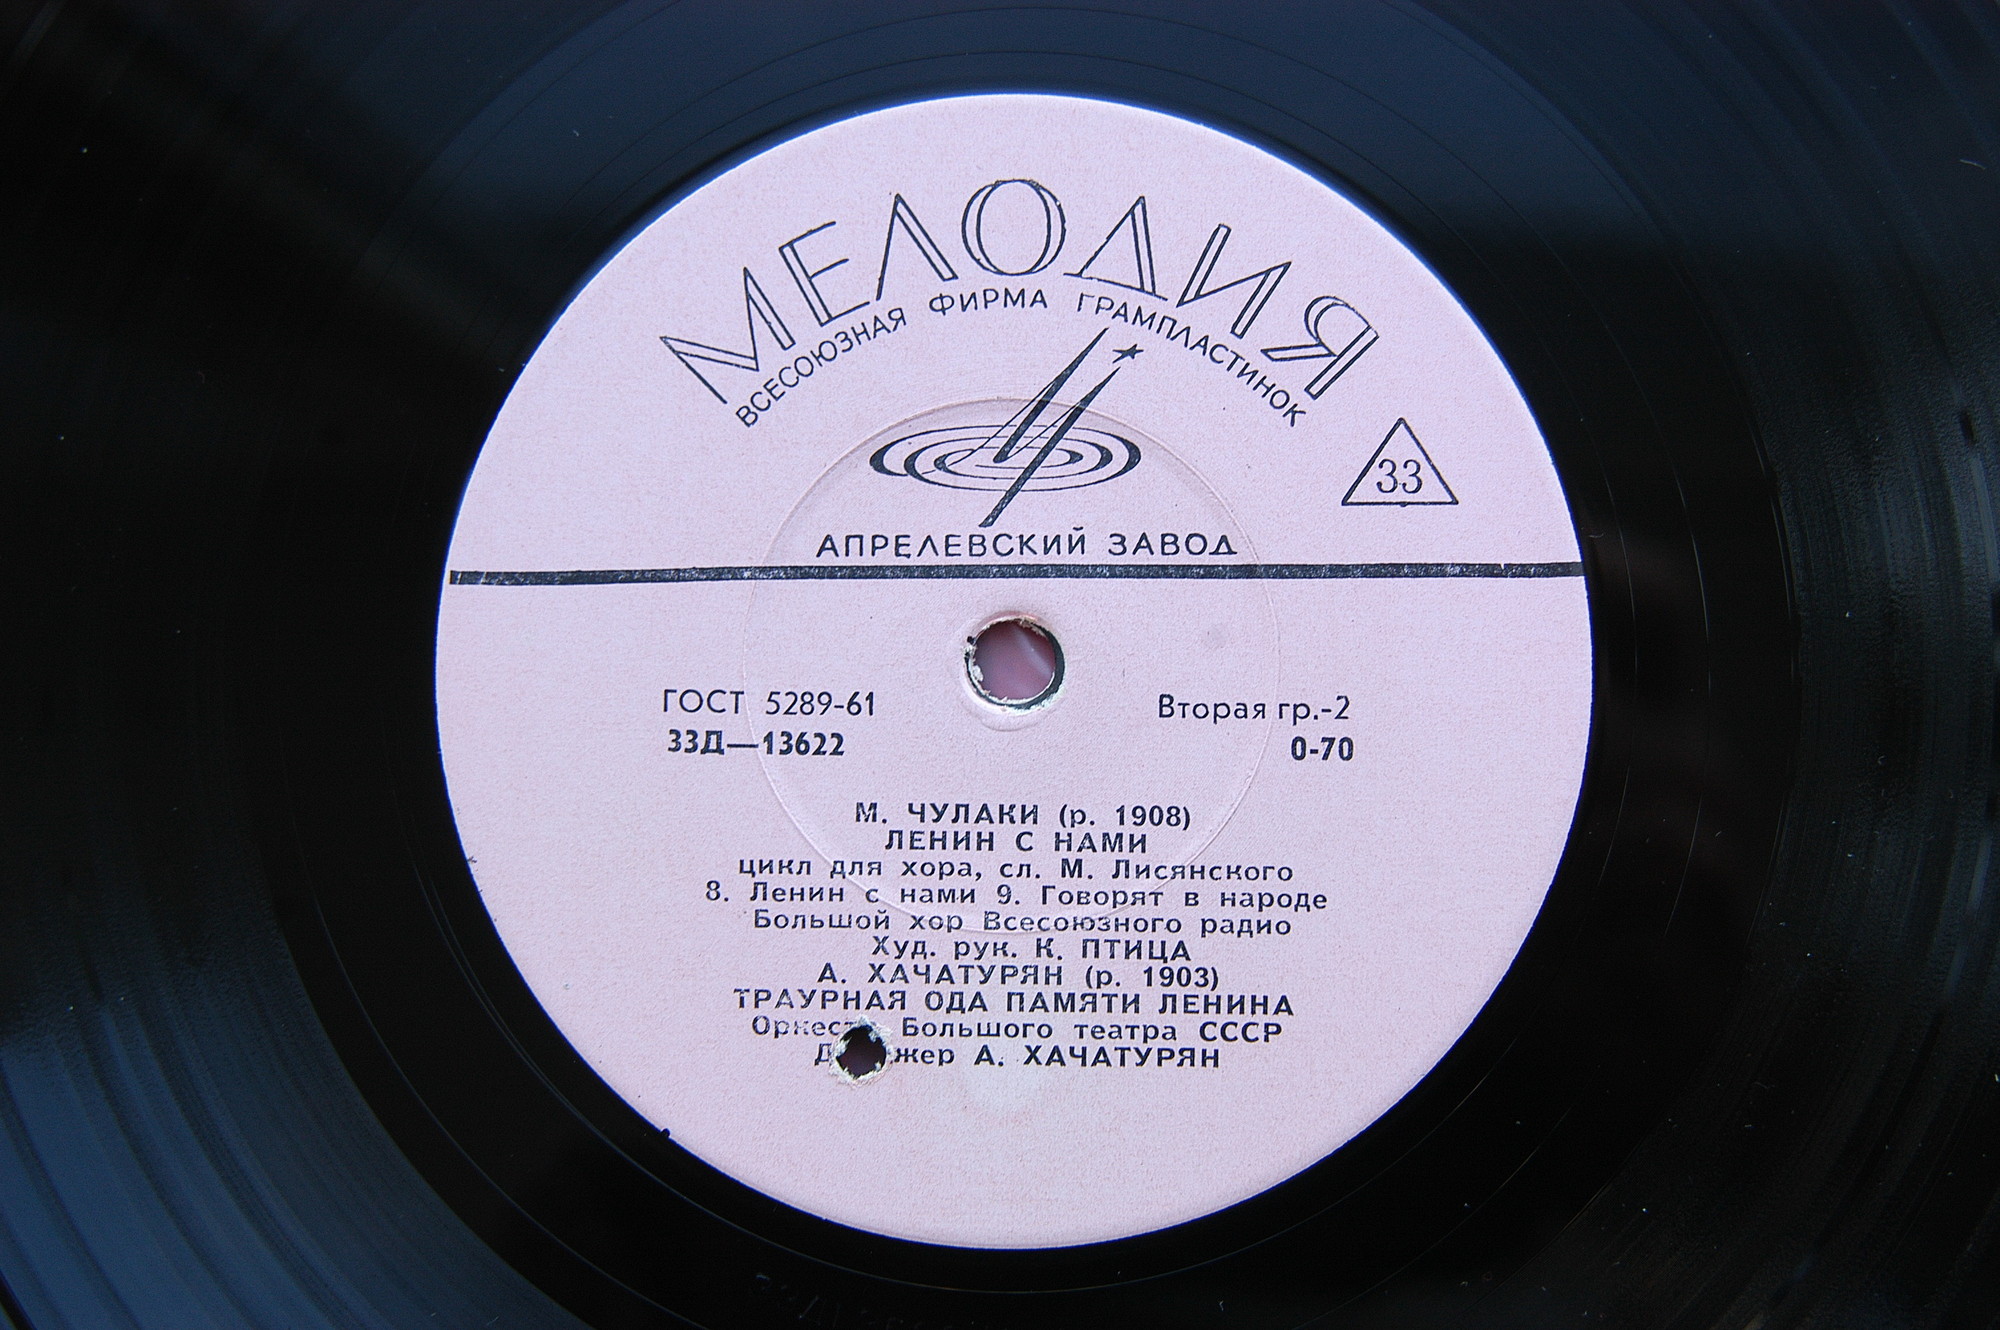 МЕЛОДИЯ
ВСЕСОЮЗНАЯ ФИРМА ГРАМПЛАСТИНОК
33
АПРЕЛЕВСКИЙ ЗАВОД
ГОСТ 5289-61
Вторая гр.-2
33Д—13622
0-70
М. ЧУЛАКИ (р. 1908)
ЛЕНИН С НАМИ
цикл для хора, сл. М. Лисянского
8. Ленин с нами 9. Говорят в народе
Большой хор Всесоюзного радио
Худ. рук. К. ПТИЦА
А. ХАЧАТУРЯН (р. 1903)
ТРАУРНАЯ ОДА ПАМЯТИ ЛЕНИНА
Большого театра СССР
А. ХАЧАТУРЯН